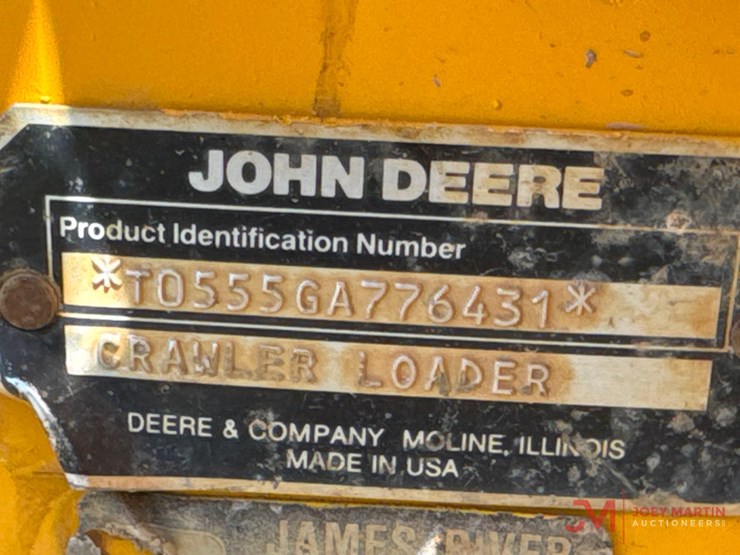 JOHN DEERE
Product Identification Number
*T0555GA776431*
CRAWLER LOADER
DEERE & COMPANY MOLINE, ILLINOIS
MADE IN USA
JAMES RIVER
JM JOEY MARTIN
AUCTIONEERS